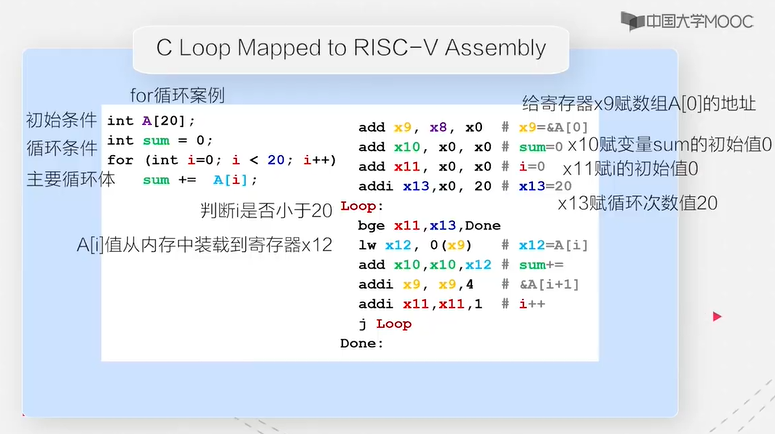 中国大学MOOC
C Loop Mapped to RISC-V Assembly
for循环案例
初始条件
循环条件
主要循环体
int A[20];
int sum = 0;
for (int i=0; i < 20; i++)
sum += A[i];
判断i是否小于20
A[i]值从内存中装载到寄存器x12
给寄存器x9赋数组A[0]的地址
add x9, x8, x0 # x9=&A[0]
add x10, x0, x0 # sum=0
x10赋变量sum的初始值0
add x11, x0, x0 # i=0
x11赋i的初始值0
addi x13,x0, 20 # x13=20
x13赋循环次数值20
Loop:
bge x11,x13,Done
lw x12, 0(x9) # x12=A[i]
add x10,x10,x12 # sum+=
addi x9, x9,4 # &A[i+1]
addi x11,x11,1 # i++
j Loop
Done: